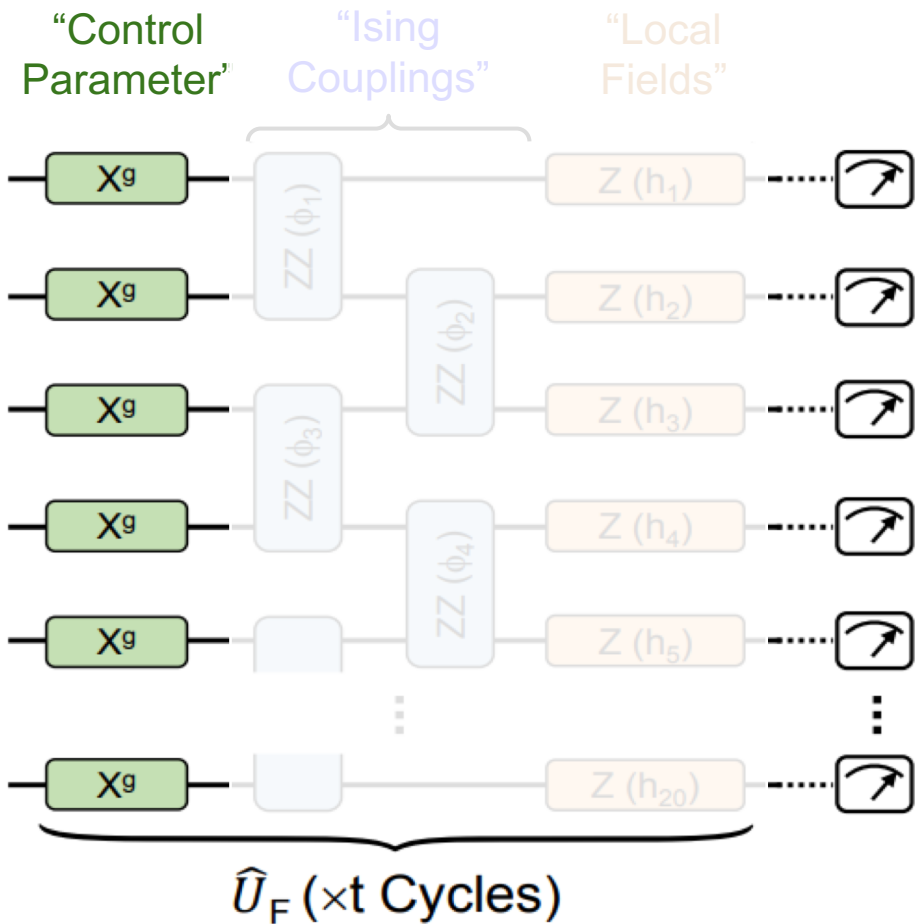 “Control Parameter”
“Ising Couplings”
“Local Fields”
X^g
ZZ (ϕ₁)
Z (h₁)
X^g
ZZ (ϕ₂)
Z (h₂)
X^g
ZZ (ϕ₃)
Z (h₃)
X^g
ZZ (ϕ₄)
Z (h₄)
X^g
Z (h₅)
X^g
Z (h₂₀)
Û_F (×t Cycles)